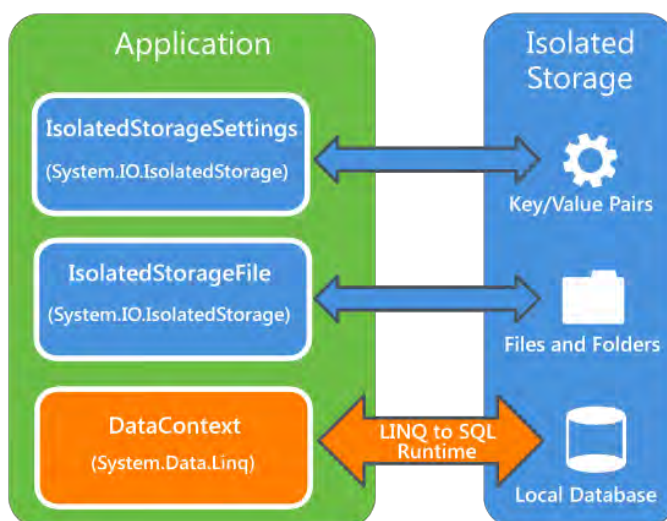 Application
IsolatedStorageSettings
(System.IO.IsolatedStorage)
IsolatedStorageFile
(System.IO.IsolatedStorage)
DataContext
(System.Data.Linq)
LINQ to SQL
Runtime
Isolated
Storage
Key/Value Pairs
Files and Folders
Local Database